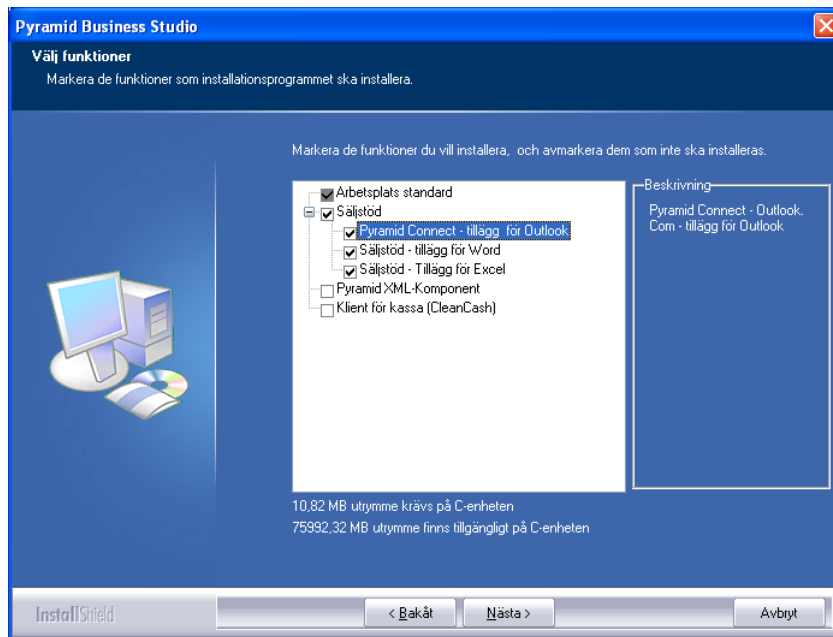 Pyramid Business Studio
Välj funktioner
Markera de funktioner som installationsprogrammet ska installera.
Markera de funktioner du vill installera, och avmarkera dem som inte ska installeras.
Arbetsplats standard
Säljstöd
Pyramid Connect - tillägg för Outlook
Säljstöd - tillägg för Word
Säljstöd - Tillägg för Excel
Pyramid XML-Komponent
Klient för kassa (CleanCash)
Beskrivning
Pyramid Connect - Outlook.
Com - tillägg för Outlook
10,82 MB utrymme krävs på C-enheten
75992,32 MB utrymme finns tillgängligt på C-enheten
InstallShield
< Bakåt
Nästa >
Avbryt